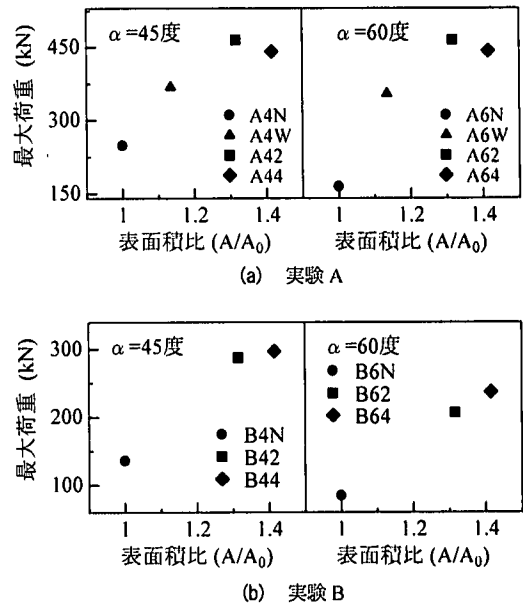 最大荷重 (kN)
450
300
150
α=45度
● A4N
▲ A4W
■ A42
◆ A44
α=60度
● A6N
▲ A6W
■ A62
◆ A64
1 1.2 1.4 1 1.2 1.4
表面積比 (A/A₀) 表面積比 (A/A₀)
(a) 実験 A
最大荷重 (kN)
300
200
100
α=45度
● B4N
■ B42
◆ B44
α=60度
● B6N
■ B62
◆ B64
1 1.2 1.4 1 1.2 1.4
表面積比 (A/A₀) 表面積比 (A/A₀)
(b) 実験 B